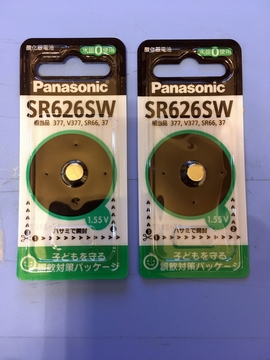 酸化銀電池
水銀0使用
Panasonic
SR626SW
相当品 377, V377, SR66, 37
1.55V
ハサミで開封
子どもを守る
誤飲対策パッケージ
酸化銀電池
水銀0使用
Panasonic
SR626SW
相当品 377, V377, SR66, 37
1.55V
ハサミで開封
子どもを守る
誤飲対策パッケージ